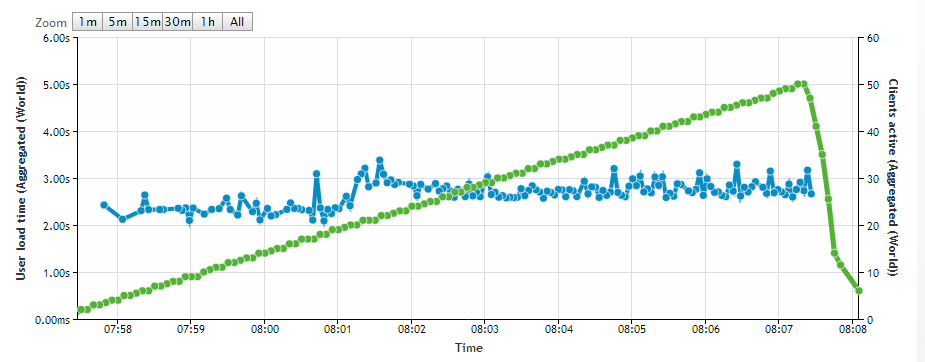 Zoom 1m 5m 15m 30m 1h All
6.00s 60
5.00s 50
4.00s 40
3.00s 30
2.00s 20
1.00s 10
0.00ms 0
User load time (Aggregated (World))
Clients active (Aggregated (World))
07:58 07:59 08:00 08:01 08:02 08:03 08:04 08:05 08:06 08:07 08:08
Time